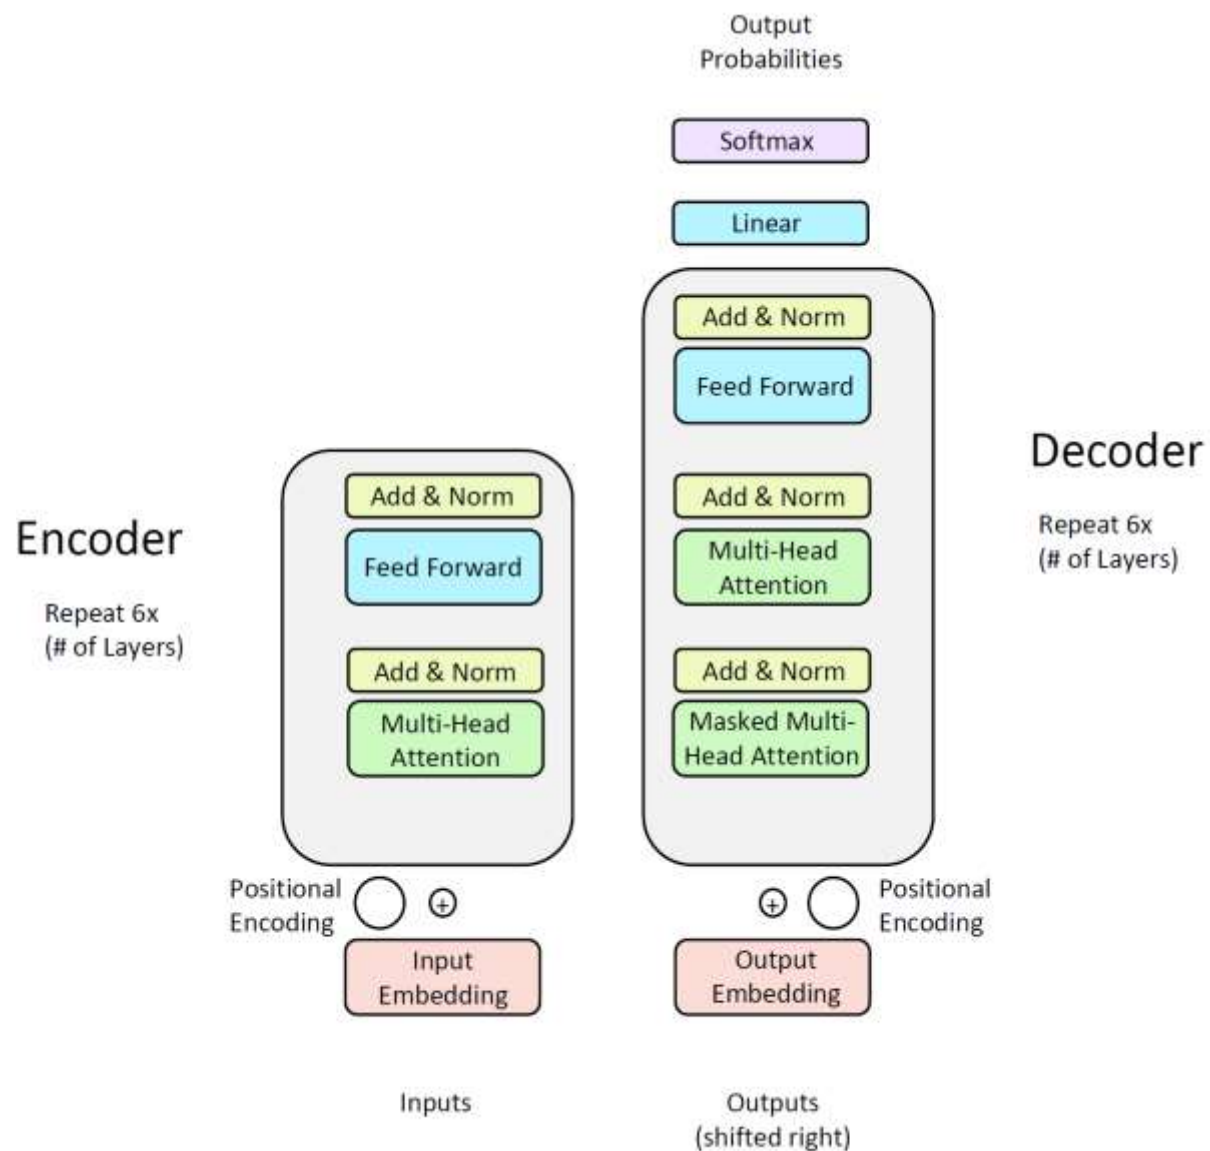 Output
Probabilities
Softmax
Linear
Add & Norm
Feed Forward
Add & Norm
Multi-Head
Attention
Add & Norm
Masked Multi-
Head Attention
Decoder
Repeat 6x
(# of Layers)
Encoder
Repeat 6x
(# of Layers)
Add & Norm
Feed Forward
Add & Norm
Multi-Head
Attention
Positional
Encoding
+
+
Positional
Encoding
Input
Embedding
Output
Embedding
Inputs
Outputs
(shifted right)